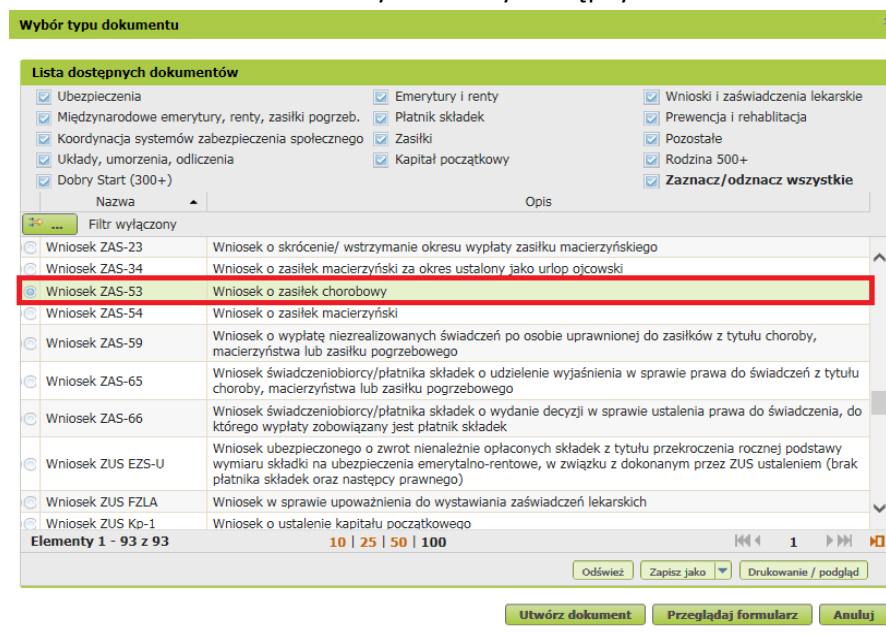 Wybór typu dokumentu
Lista dostępnych dokumentów
Ubezpieczenia
Emerytury i renty
Wnioski i zaświadczenia lekarskie
Międzynarodowe emerytury, renty, zasiłki pogrzeb.
Płatnik składek
Prewencja i rehabilitacja
Koordynacja systemów zabezpieczenia społecznego
Zasiłki
Pozostałe
Układy, umorzenia, odliczenia
Kapitał początkowy
Rodzina 500+
Dobry Start (300+)
Zaznacz/odznacz wszystkie
Nazwa
Opis
... Filtr wyłączony
Wniosek ZAS-23 Wniosek o skrócenie/ wstrzymanie okresu wypłaty zasiłku macierzyńskiego
Wniosek ZAS-34 Wniosek o zasiłek macierzyński za okres ustalony jako urlop ojcowski
Wniosek ZAS-53 Wniosek o zasiłek chorobowy
Wniosek ZAS-54 Wniosek o zasiłek macierzyński
Wniosek ZAS-59 Wniosek o wypłatę niezrealizowanych świadczeń po osobie uprawnionej do zasiłków z tytułu choroby,
macierzyństwa lub zasiłku pogrzebowego
Wniosek ZAS-65 Wniosek świadczeniobiorcy/płatnika składek o udzielenie wyjaśnienia w sprawie prawa do świadczeń z tytułu
choroby, macierzyństwa lub zasiłku pogrzebowego
Wniosek ZAS-66 Wniosek świadczeniobiorcy/płatnika składek o wydanie decyzji w sprawie ustalenia prawa do świadczenia, do
którego wypłaty zobowiązany jest płatnik składek
Wniosek ZUS EZS-U Wniosek ubezpieczonego o zwrot nienależnie opłaconych składek z tytułu przekroczenia rocznej podstawy
wymiaru składki na ubezpieczenia emerytalno-rentowe, w związku z dokonanym przez ZUS ustaleniem (brak
płatnika składek oraz następcy prawnego)
Wniosek ZUS FZLA Wniosek w sprawie upoważnienia do wystawiania zaświadczeń lekarskich
Wniosek ZUS Kp-1 Wniosek o ustalenie kapitału początkowego
Elementy 1 - 93 z 93
10 | 25 | 50 | 100
1
Odśwież
Zapisz jako
Drukowanie / podgląd
Utwórz dokument
Przeglądaj formularz
Anuluj